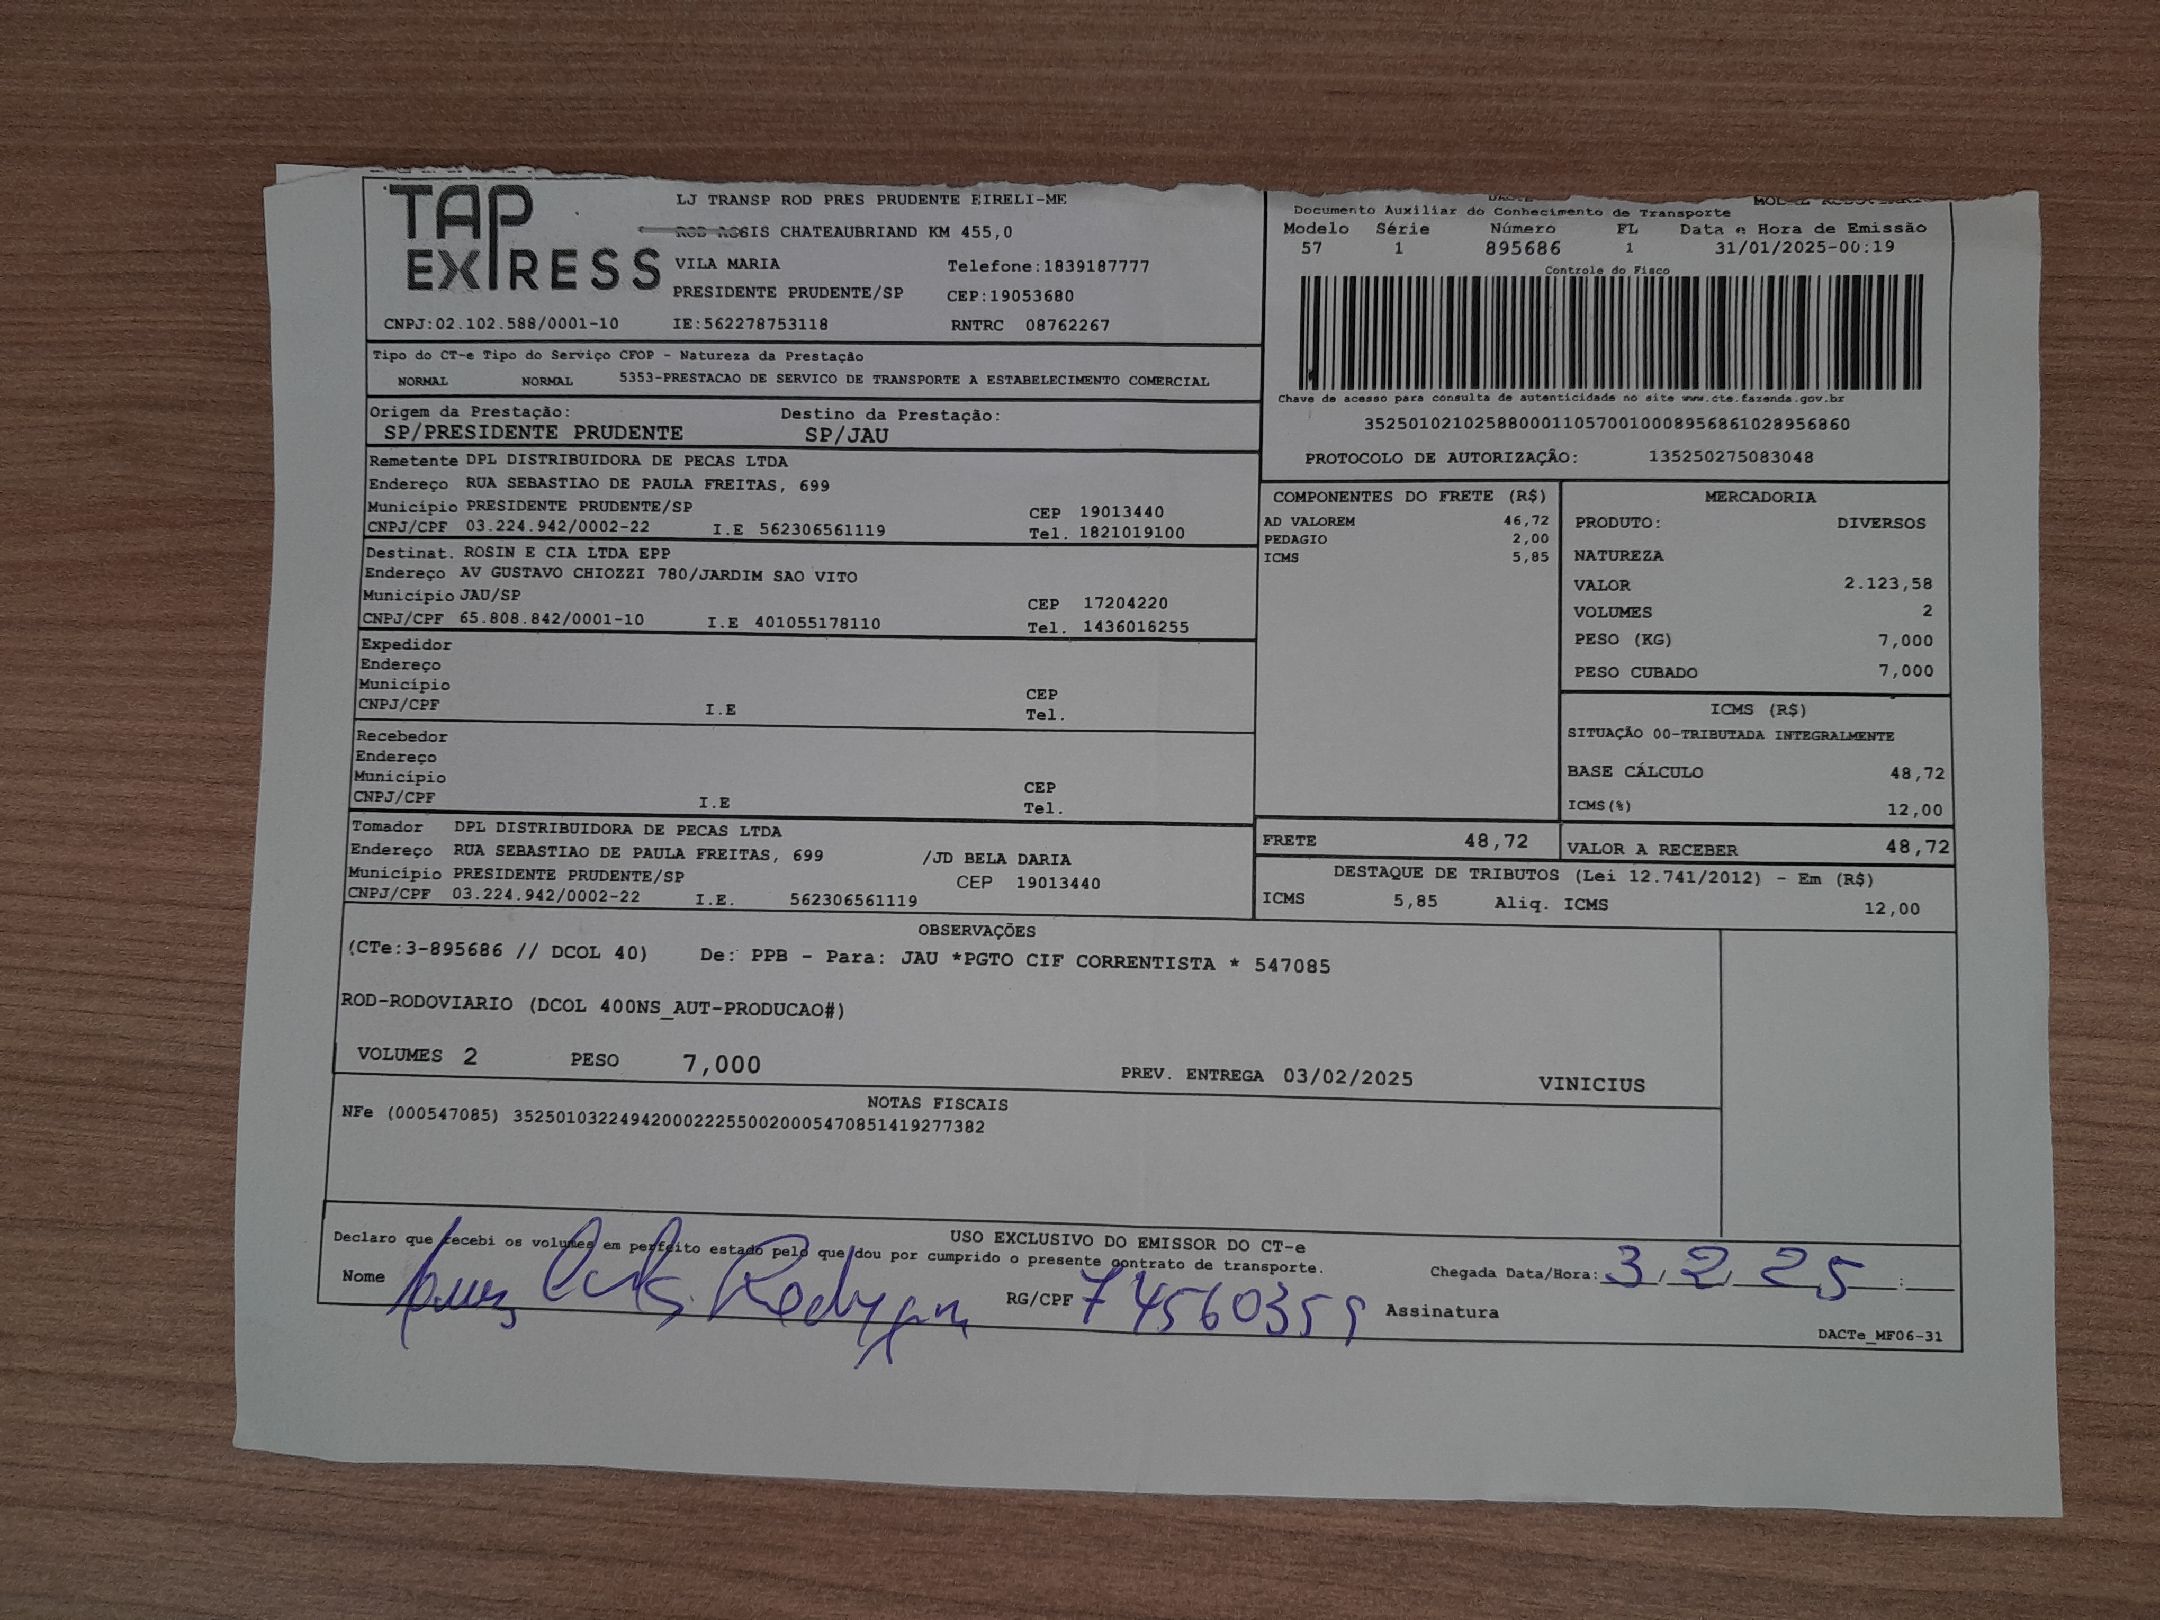 TAP
EXPRESS
LJ TRANSP ROD PRES PRUDENTE EIRELI-ME
ROD ASSIS CHATEAUBRIAND KM 455,0
VILA MARIA Telefone:1839187777
PRESIDENTE PRUDENTE/SP CEP:19053680
CNPJ:02.102.588/0001-10 IE:562278753118 RNTRC 08762267
Tipo do CT-e Tipo do Serviço CFOP - Natureza da Prestação
NORMAL NORMAL 5353-PRESTACAO DE SERVICO DE TRANSPORTE A ESTABELECIMENTO COMERCIAL
Origem da Prestação: Destino da Prestação:
SP/PRESIDENTE PRUDENTE SP/JAU
Documento Auxiliar do Conhecimento de Transporte
Modelo Série Número FL Data e Hora de Emissão
57 1 895686 1 31/01/2025-00:19
Controle do Fisco
Chave de acesso para consulta de autenticidade no site www.cte.fazenda.gov.br
35250102102588000110570010008956861028956860
PROTOCOLO DE AUTORIZAÇÃO: 135250275083048
Remetente DPL DISTRIBUIDORA DE PECAS LTDA
Endereço RUA SEBASTIAO DE PAULA FREITAS, 699
Município PRESIDENTE PRUDENTE/SP CEP 19013440
CNPJ/CPF 03.224.942/0002-22 I.E 562306561119 Tel. 1821019100
Destinat. ROSIN E CIA LTDA EPP
Endereço AV GUSTAVO CHIOZZI 780/JARDIM SAO VITO
Município JAU/SP CEP 17204220
CNPJ/CPF 65.808.842/0001-10 I.E 401055178110 Tel. 1436016255
Expedidor
Endereço
Município CEP
CNPJ/CPF I.E Tel.
Recebedor
Endereço
Município CEP
CNPJ/CPF I.E Tel.
Tomador DPL DISTRIBUIDORA DE PECAS LTDA
Endereço RUA SEBASTIAO DE PAULA FREITAS, 699 /JD BELA DARIA
Município PRESIDENTE PRUDENTE/SP CEP 19013440
CNPJ/CPF 03.224.942/0002-22 I.E. 562306561119
COMPONENTES DO FRETE (R$)
AD VALOREM 46,72
PEDAGIO 2,00
ICMS 5,85
MERCADORIA
PRODUTO: DIVERSOS
NATUREZA
VALOR 2.123,58
VOLUMES 2
PESO (KG) 7,000
PESO CUBADO 7,000
ICMS (R$)
SITUAÇÃO 00-TRIBUTADA INTEGRALMENTE
BASE CÁLCULO 48,72
ICMS(%) 12,00
FRETE 48,72 VALOR A RECEBER 48,72
DESTAQUE DE TRIBUTOS (Lei 12.741/2012) - Em (R$)
ICMS 5,85 Aliq. ICMS 12,00
OBSERVAÇÕES
(CTe:3-895686 // DCOL 40) De: PPB - Para: JAU *PGTO CIF CORRENTISTA * 547085
ROD-RODOVIARIO (DCOL 400NS_AUT-PRODUCAO#)
VOLUMES 2 PESO 7,000 PREV. ENTREGA 03/02/2025 VINICIUS
NOTAS FISCAIS
NFe (000547085) 35250103224942000222550020005470851419277382
USO EXCLUSIVO DO EMISSOR DO CT-e
Declaro que recebi os volumes em perfeito estado pelo que dou por cumprido o presente contrato de transporte.
Nome RG/CPF 74560359 Assinatura
Chegada Data/Hora: 3/2/25 :
DACTe_MF06-31